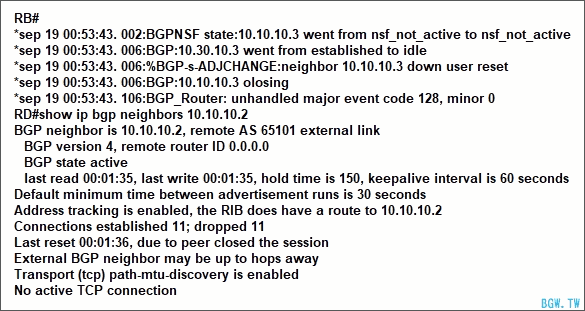 RB#
*sep 19 00:53:43. 002:BGPNSF state:10.10.10.3 went from nsf_not_active to nsf_not_active
*sep 19 00:53:43. 006:BGP:10.30.10.3 went from established to idle
*sep 19 00:53:43. 006:%BGP-s-ADJCHANGE:neighbor 10.10.10.3 down user reset
*sep 19 00:53:43. 006:BGP:10.10.10.3 olosing
*sep 19 00:53:43. 106:BGP_Router: unhandled major event code 128, minor 0
RD#show ip bgp neighbors 10.10.10.2
BGP neighbor is 10.10.10.2, remote AS 65101 external link
BGP version 4, remote router ID 0.0.0.0
BGP state active
last read 00:01:35, last write 00:01:35, hold time is 150, keepalive interval is 60 seconds
Default minimum time between advertisement runs is 30 seconds
Address tracking is enabled, the RIB does have a route to 10.10.10.2
Connections established 11; dropped 11
Last reset 00:01:36, due to peer closed the session
External BGP neighbor may be up to hops away
Transport (tcp) path-mtu-discovery is enabled
No active TCP connection
BGW.TW